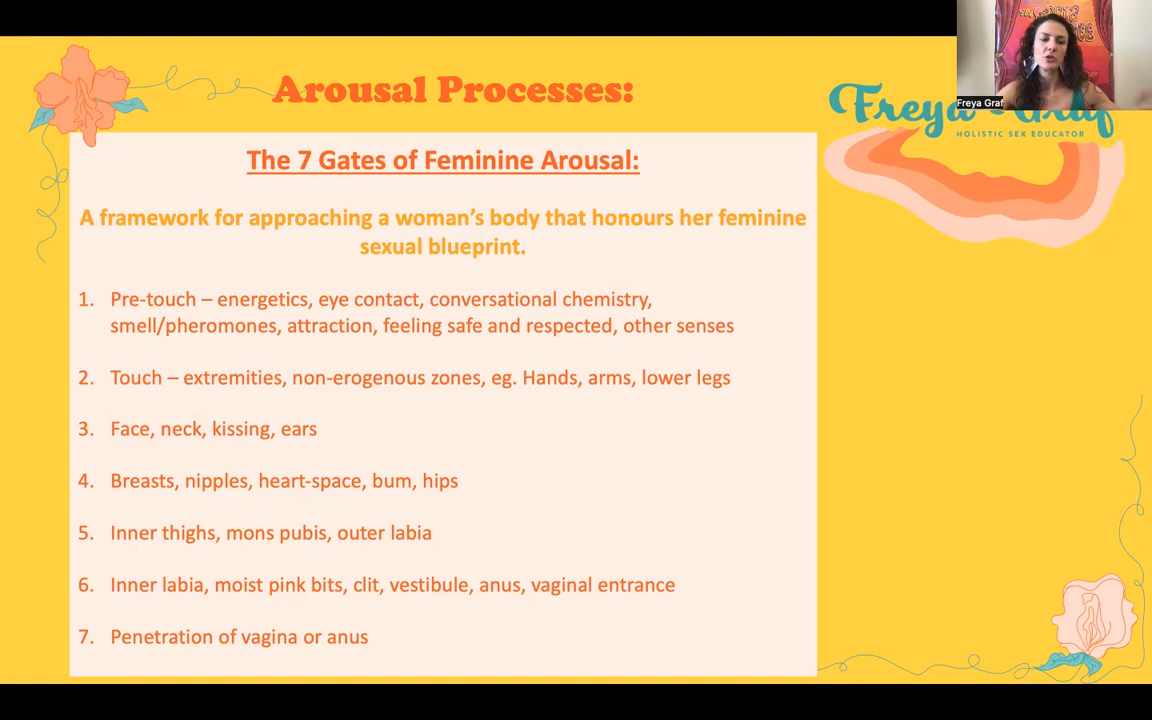 Arousal Processes:
Freya Graf
HOLISTIC SEX EDUCATOR
Freya Graf
The 7 Gates of Feminine Arousal:
A framework for approaching a woman's body that honours her feminine
sexual blueprint.
1. Pre-touch – energetics, eye contact, conversational chemistry,
smell/pheromones, attraction, feeling safe and respected, other senses
2. Touch – extremities, non-erogenous zones, eg. Hands, arms, lower legs
3. Face, neck, kissing, ears
4. Breasts, nipples, heart-space, bum, hips
5. Inner thighs, mons pubis, outer labia
6. Inner labia, moist pink bits, clit, vestibule, anus, vaginal entrance
7. Penetration of vagina or anus